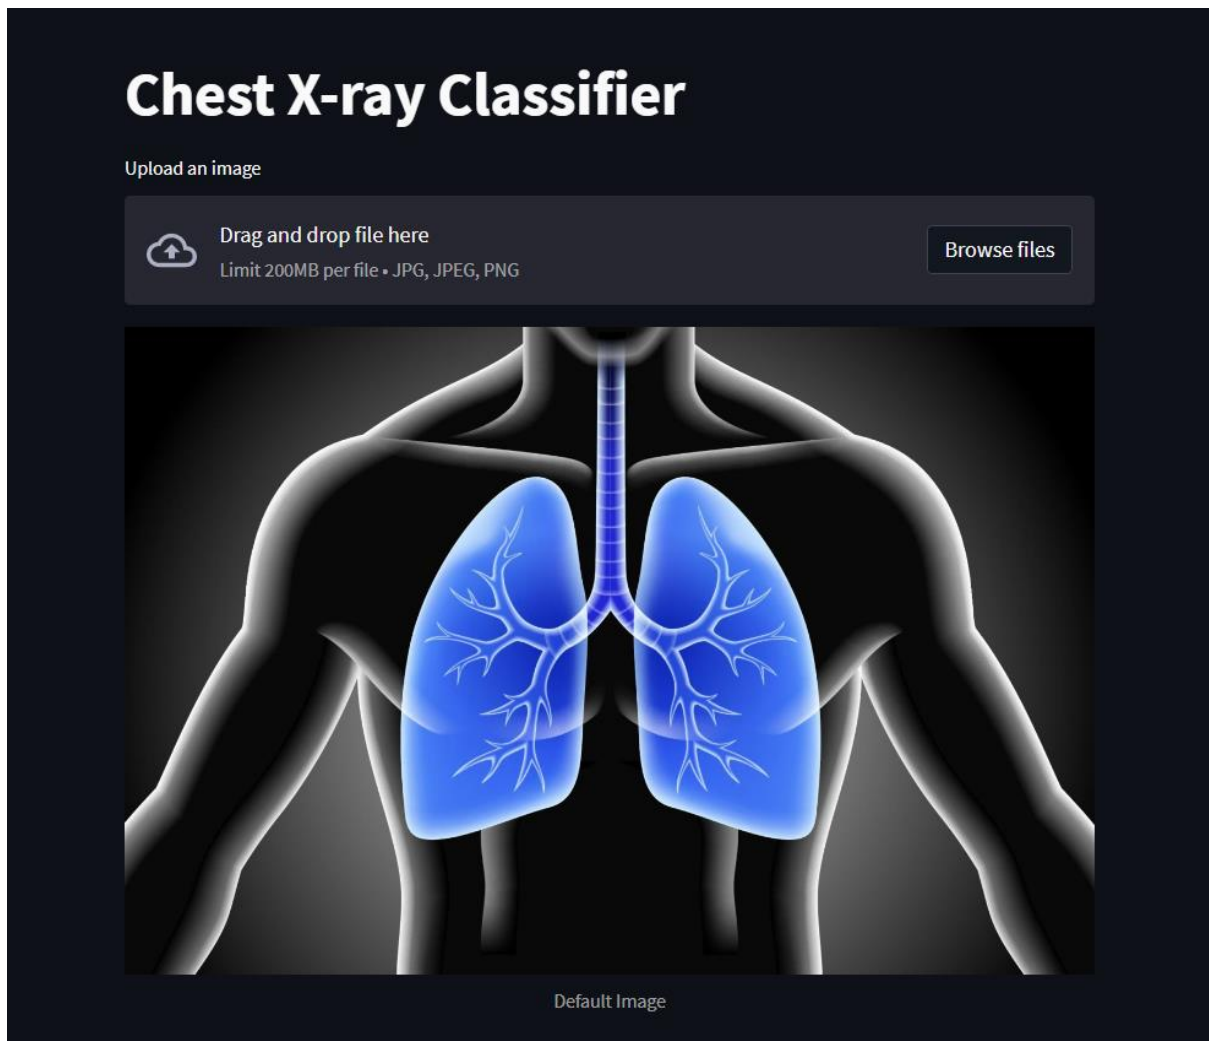 Chest X-ray Classifier
Upload an image
Drag and drop file here
Limit 200MB per file • JPG, JPEG, PNG
Browse files
Default Image